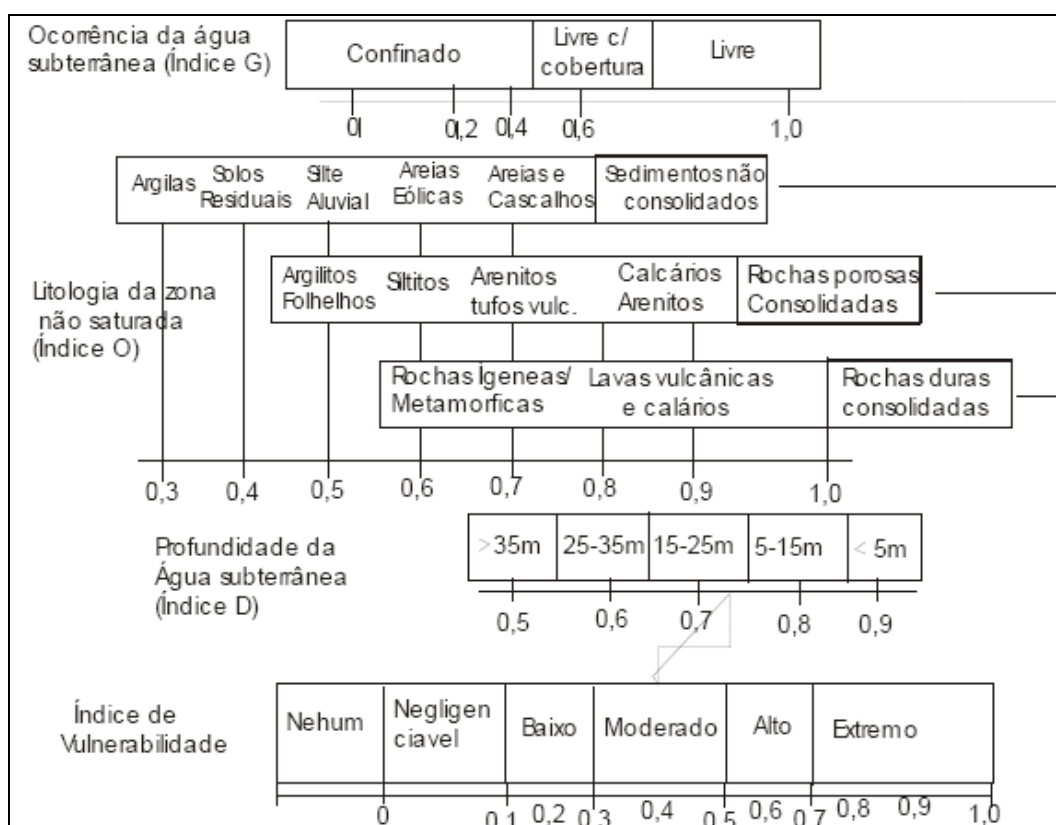 Ocorrência da água
subterrânea (Índice G)
Confinado
Livre c/
cobertura
Livre
0 0,2 0,4 0,6 1,0
Argilas
Solos
Residuais
Silte
Aluvial
Areias
Eólicas
Areias e
Cascalhos
Sedimentos não
consolidados
Litologia da zona
não saturada
(Índice O)
Argilitos
Folhelhos
Siltitos
Arenitos
tufos vulc.
Calcários
Arenitos
Rochas porosas
Consolidadas
Rochas Ígeneas/
Metamorficas
Lavas vulcânicas
e calários
Rochas duras
consolidadas
0,3 0,4 0,5 0,6 0,7 0,8 0,9 1,0
Profundidade da
Água subterrânea
(Índice D)
>35m 25-35m 15-25m 5-15m < 5m
0,5 0,6 0,7 0,8 0,9
Índice de
Vulnerabilidade
Nehum
Negligen
ciavel
Baixo
Moderado
Alto
Extremo
0 0,1 0,2 0,3 0,4 0,5 0,6 0,7 0,8 0,9 1,0